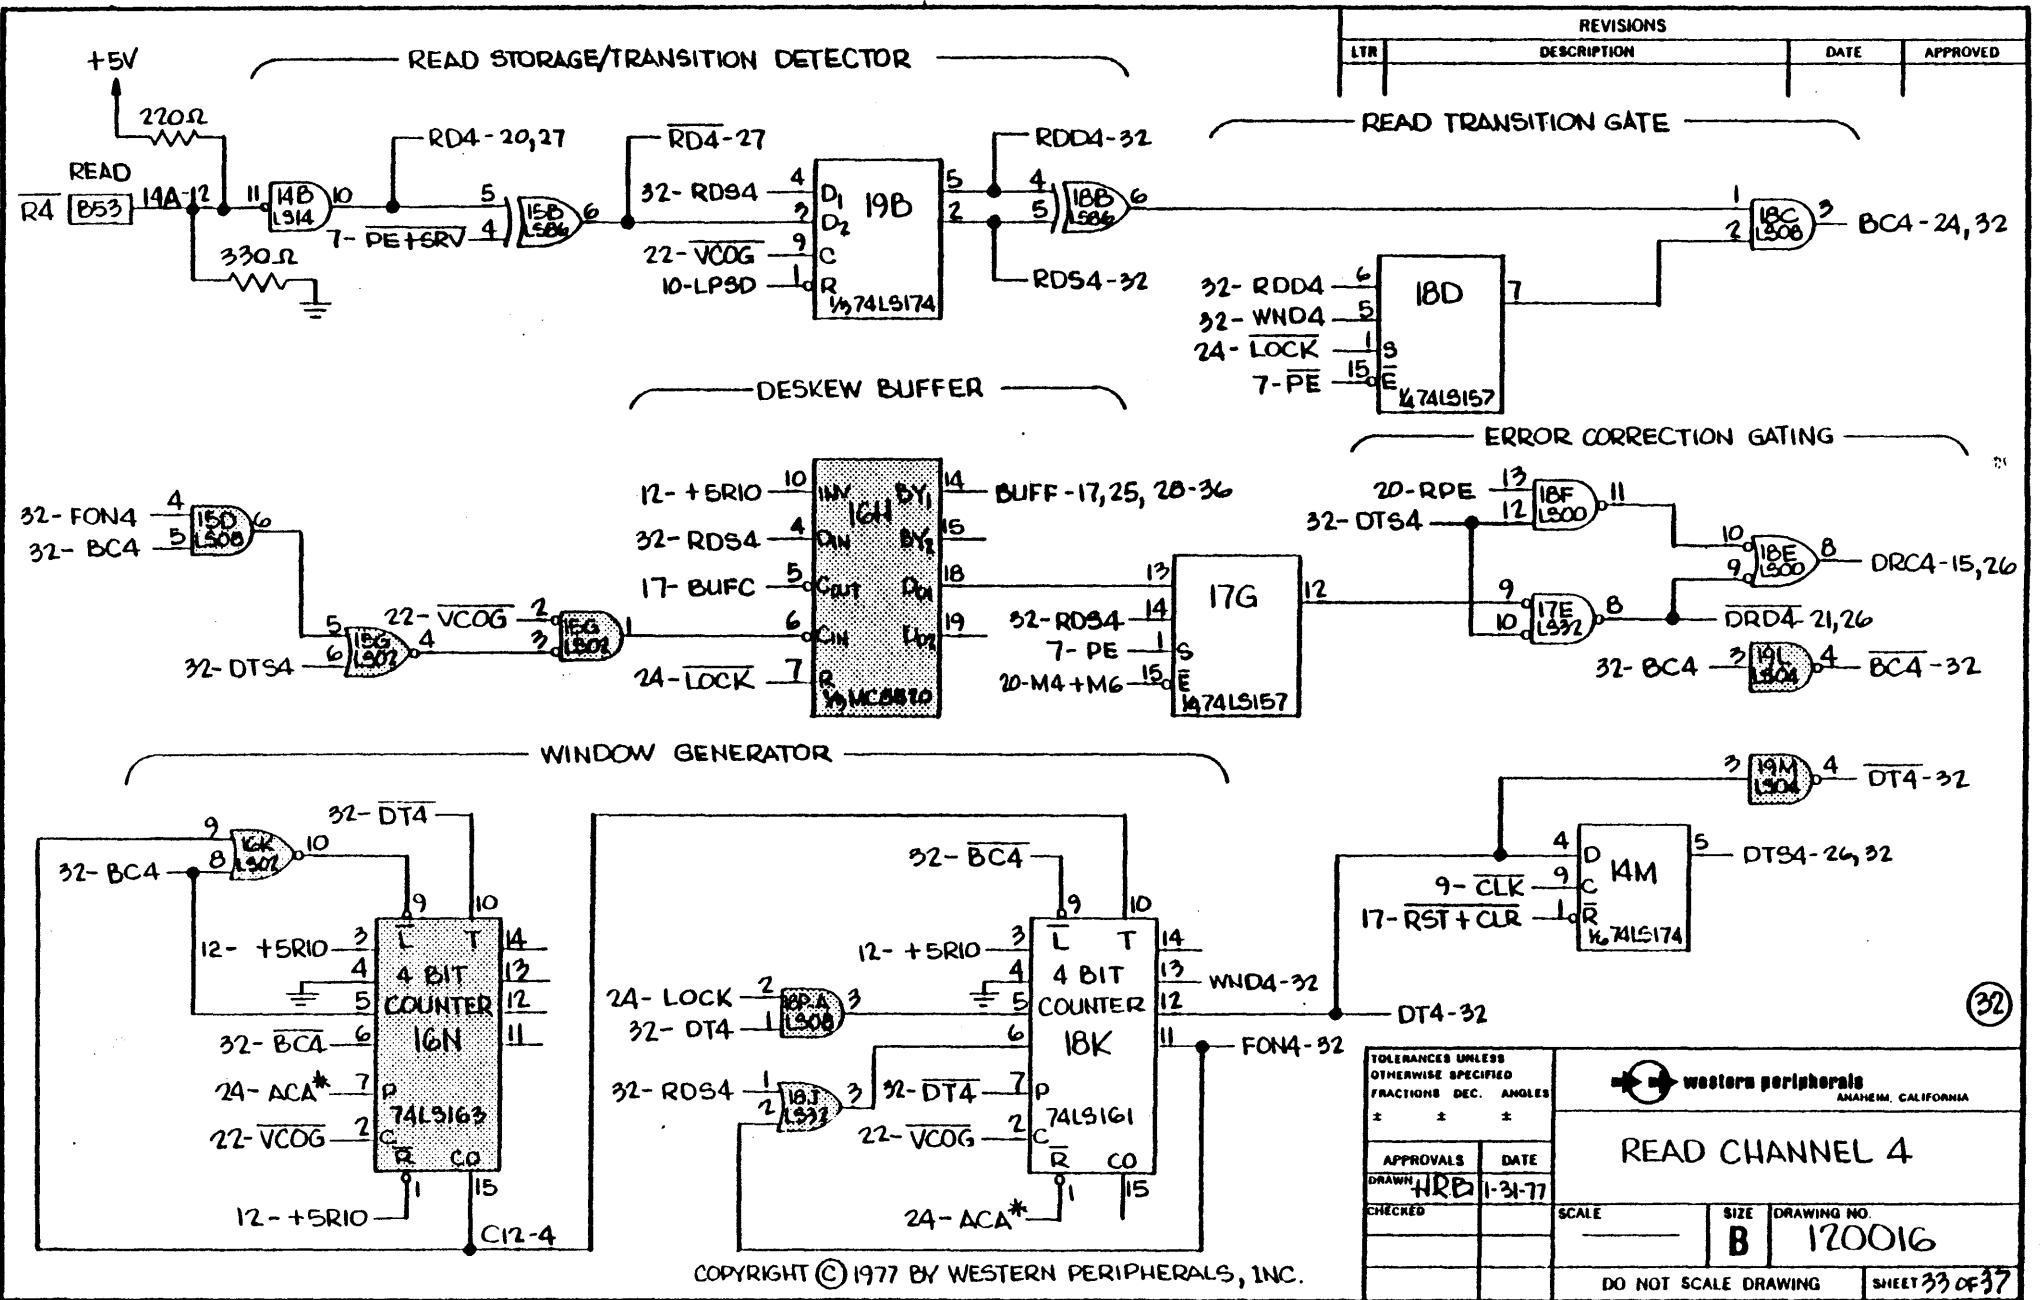 REVISIONS
LTR DESCRIPTION DATE APPROVED
READ STORAGE/TRANSITION DETECTOR
+5V
220Ω
READ
R4 B53 14A-12
330Ω
11 14B LS14 10
RD4-20,27
5
7-PE+SRV 4
15B LS86 6
RD4-27
32-RDS4 4 D1
3 D2
22-VCOG 9 C
10-LPSD 1 R
19B
1/3 74LS174
5
2
RDD4-32
RDS4-32
4
5
18B LS86 6
READ TRANSITION GATE
1
2
18C LS08 3
BC4-24,32
32-RDD4 6
32-WND4 5
24-LOCK 1 S
7-PE 15 E
18D
7
1/4 74LS157
DESKEW BUFFER
32-FON4 4
32-BC4 5
15D LS08 6
5
32-DTS4 6
15G LS02 4
22-VCOG 2
3
15G LS02 1
12-+5R10 10 INV
32-RDS4 4 DIN
17-BUFC 5 COUT
6 CIN
24-LOCK 7 R
16H
BY1 14 BUFF-17,25,28-36
BY2 15
DO1 18
DO2 19
1/3 MC8520
13
32-RDS4 14
7-PE 1 S
20-M4+M6 15 E
17G
12
1/4 74LS157
ERROR CORRECTION GATING
20-RPE 13
32-DTS4 12
18F LS00 11
9
10
17E LS32 8
10
9
18E LS00 8
DRC4-15,26
DRD4-21,26
32-BC4 3 19L LS04 4 BC4-32
WINDOW GENERATOR
9
32-BC4 8
16K LS02 10
32-DT4
9 10
L T
12-+5R10 3
4
5
32-BC4 6
24-ACA* 7 P
22-VCOG 2 C
4 BIT
COUNTER
16N
74LS163
14
13
12
11
R CO
12-+5R10 1
15
C12-4
32-BC4
9 10
L T
12-+5R10 3
4
24-LOCK 2
32-DT4 1
18P-A LS08 3
5
6
32-RDS4 1
2
18J LS32 3
32-DT4 7 P
22-VCOG 2 C
4 BIT
COUNTER
18K
74LS161
R CO
24-ACA* 1
15
14
13 WND4-32
12 DT4-32
11 FON4-32
3 19M LS04 4 DT4-32
4 D
9-CLK 9 C
17-RST+CLR 1 R
14M
1/6 74LS174
5 DTS4-26,32
32
TOLERANCES UNLESS
OTHERWISE SPECIFIED
FRACTIONS DEC. ANGLES
± ± ±
APPROVALS DATE
DRAWN HRB 1-31-77
CHECKED
western peripherals
ANAHEIM, CALIFORNIA
READ CHANNEL 4
SCALE
SIZE
B
DRAWING NO.
120016
DO NOT SCALE DRAWING
SHEET 33 OF 37
COPYRIGHT © 1977 BY WESTERN PERIPHERALS, INC.